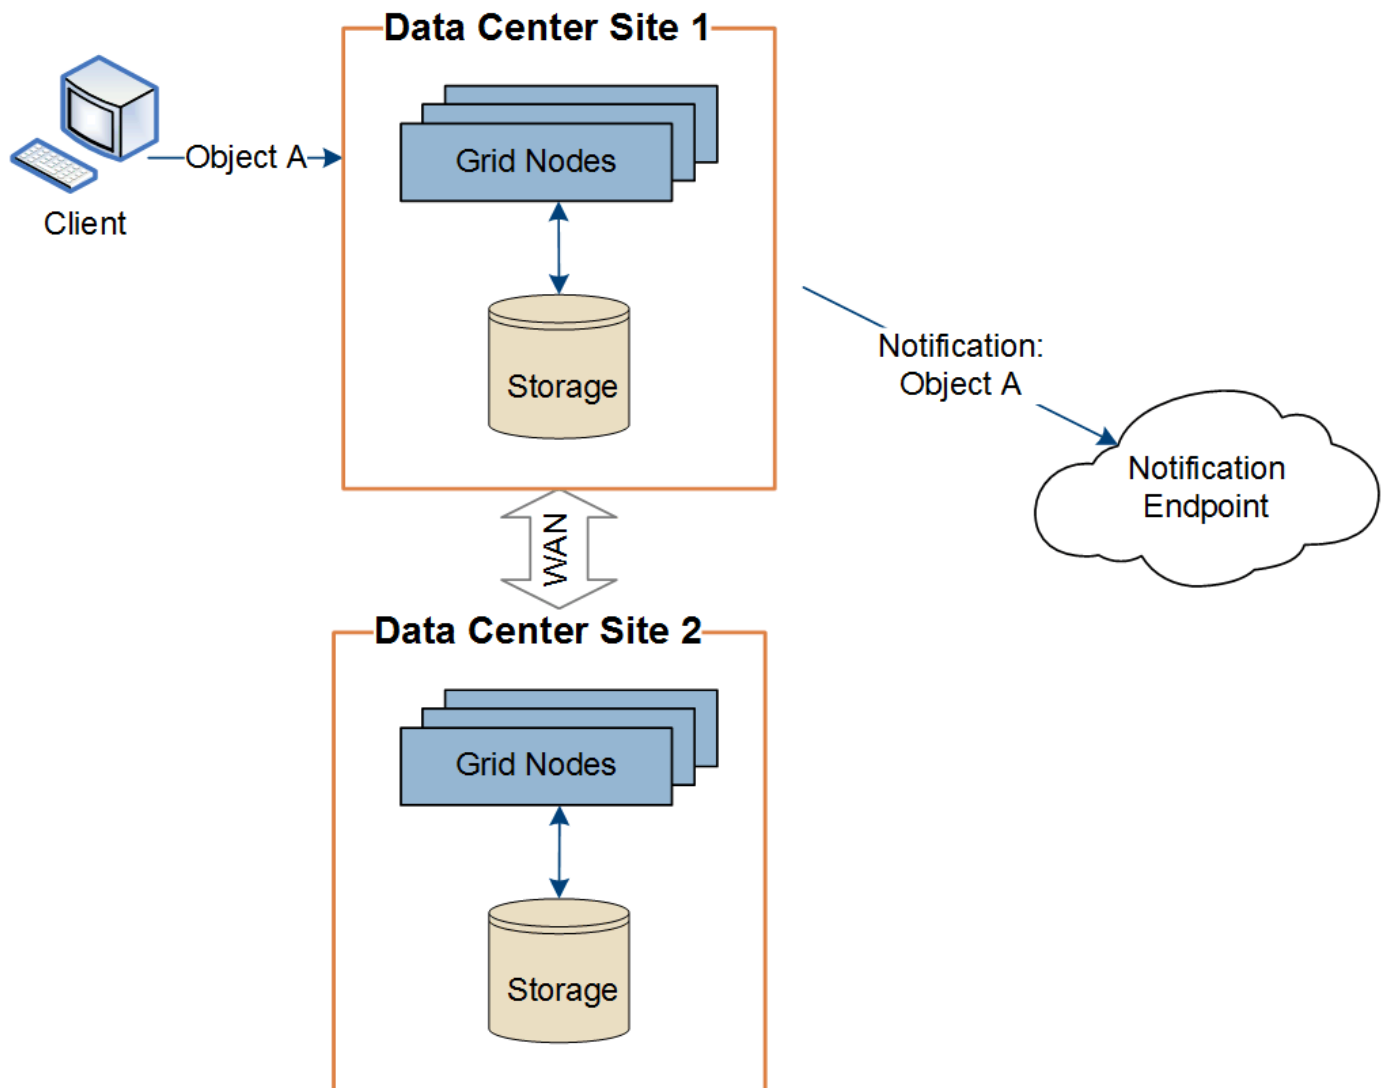 Data Center Site 1
Object A
Grid Nodes
Client
Storage
Notification:
Object A
Notification
Endpoint
WAN
Data Center Site 2
Grid Nodes
Storage